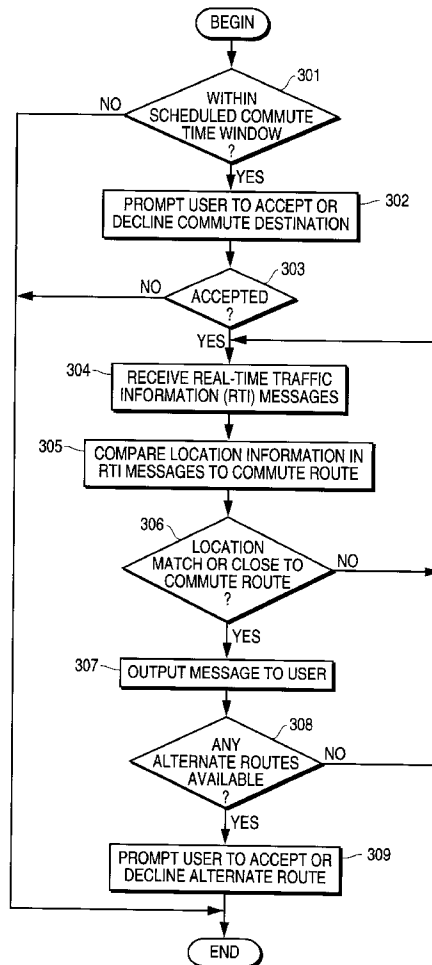 BEGIN
301
NO
WITHIN
SCHEDULED COMMUTE
TIME WINDOW
?
YES
PROMPT USER TO ACCEPT OR
DECLINE COMMUTE DESTINATION
302
303
NO
ACCEPTED
?
YES
304
RECEIVE REAL-TIME TRAFFIC
INFORMATION (RTI) MESSAGES
305
COMPARE LOCATION INFORMATION IN
RTI MESSAGES TO COMMUTE ROUTE
306
LOCATION
MATCH OR CLOSE TO
COMMUTE ROUTE
?
NO
YES
307
OUTPUT MESSAGE TO USER
308
ANY
ALTERNATE ROUTES
AVAILABLE
?
NO
YES
PROMPT USER TO ACCEPT OR
DECLINE ALTERNATE ROUTE
309
END